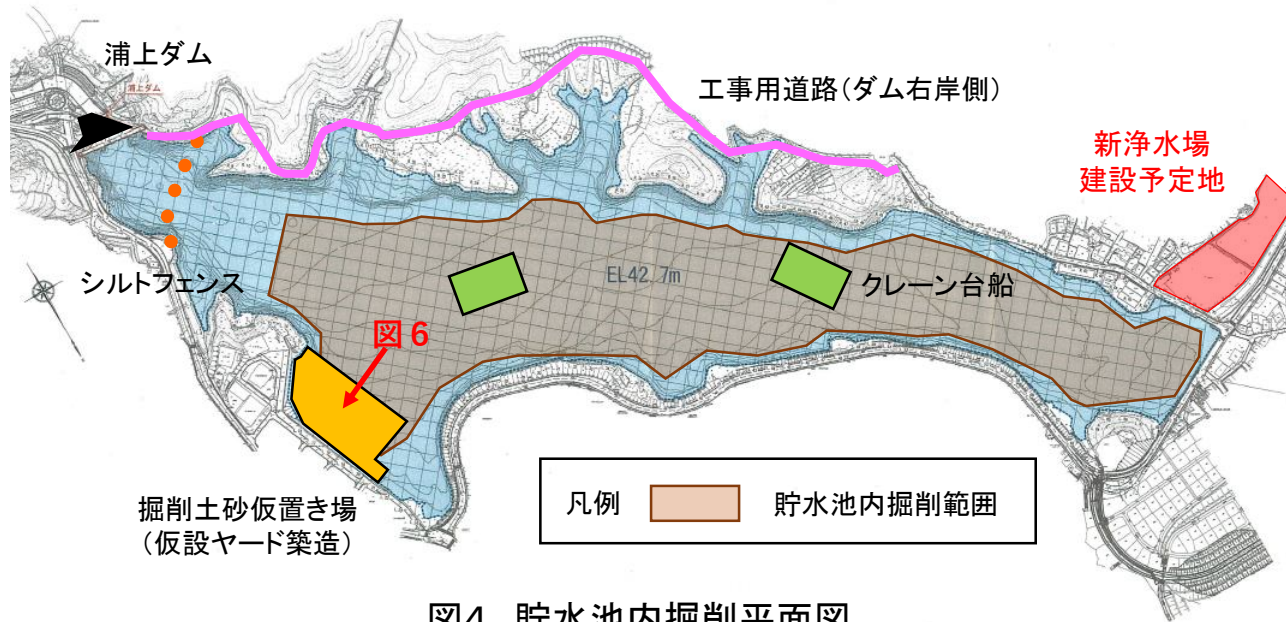 浦上ダム
浦上ダム
工事用道路(ダム右岸側)
新浄水場
建設予定地
シルトフェンス
EL42.7m
クレーン台船
図6
掘削土砂仮置き場
(仮設ヤード築造)
凡例 貯水池内掘削範囲
図4 貯水池内掘削平面図